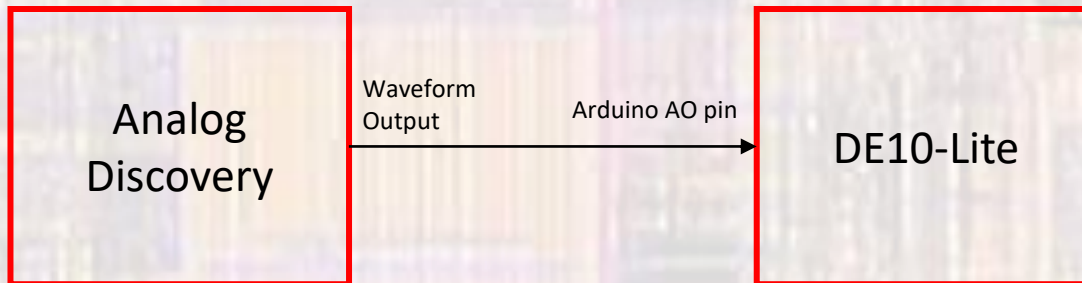 Analog
Discovery
Waveform
Output
Arduino AO pin
DE10-Lite